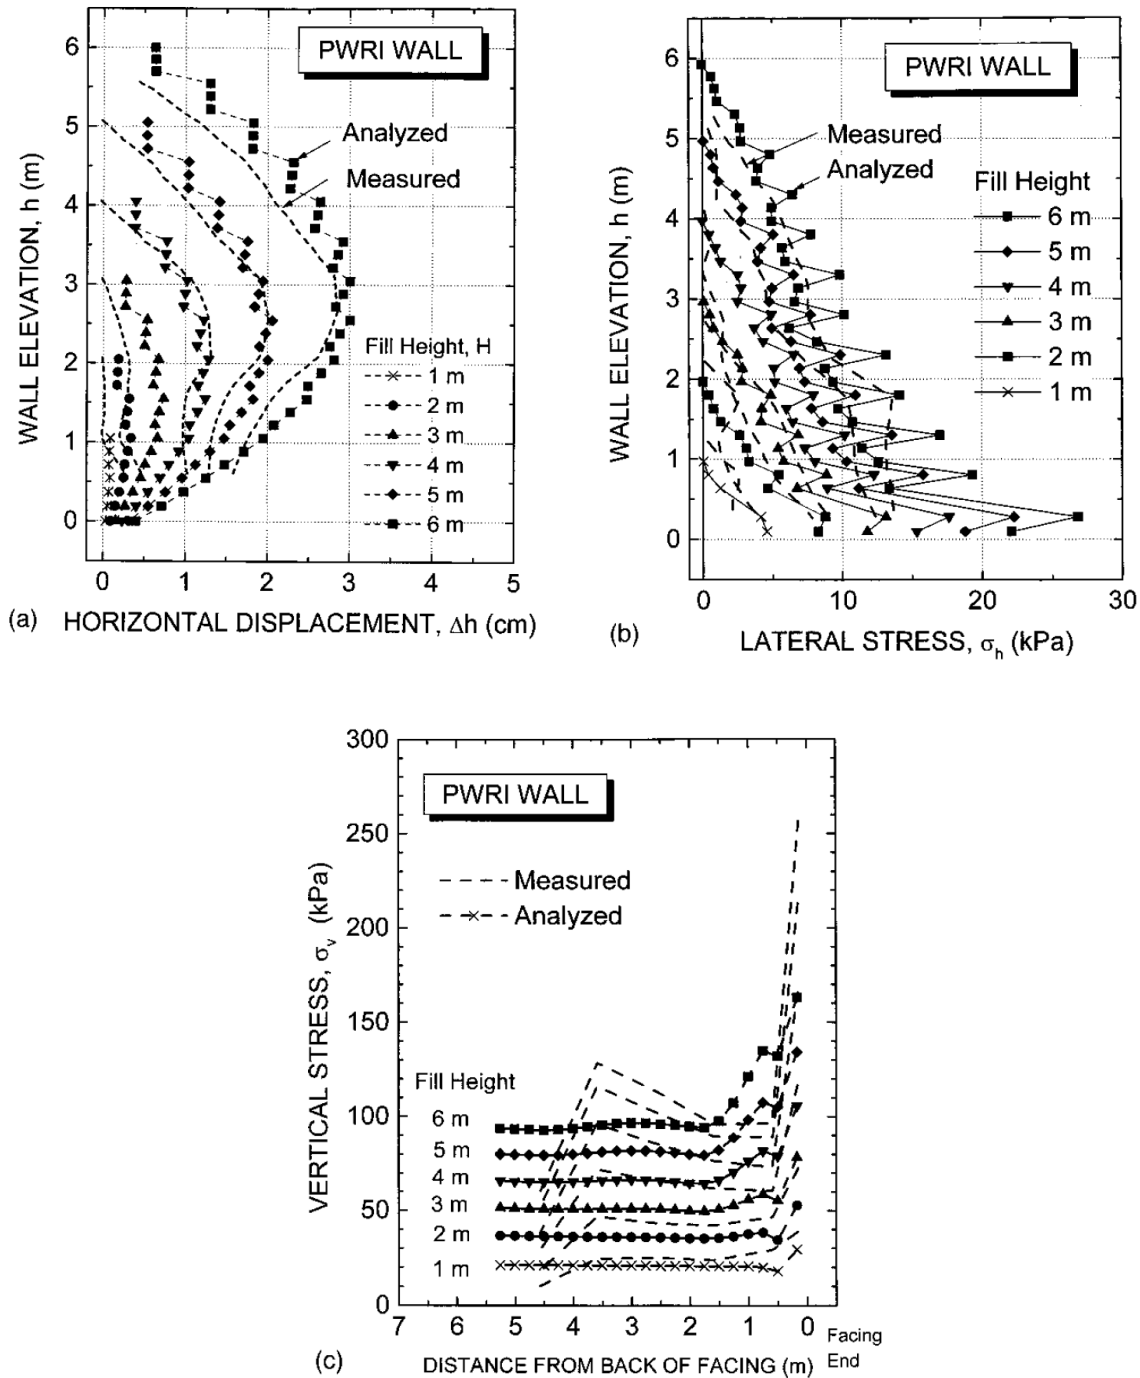 PWRI WALL
Analyzed
Measured
Fill Height, H
1 m
2 m
3 m
4 m
5 m
6 m
WALL ELEVATION, h (m)
6
5
4
3
2
1
0
0 1 2 3 4 5
(a) HORIZONTAL DISPLACEMENT, Δh (cm)
PWRI WALL
Measured
Analyzed
Fill Height
6 m
5 m
4 m
3 m
2 m
1 m
WALL ELEVATION, h (m)
6
5
4
3
2
1
0
0 10 20 30
(b) LATERAL STRESS, σh (kPa)
PWRI WALL
Measured
Analyzed
Fill Height
6 m
5 m
4 m
3 m
2 m
1 m
VERTICAL STRESS, σv (kPa)
300
250
200
150
100
50
0
7 6 5 4 3 2 1 0 Facing
End
(c) DISTANCE FROM BACK OF FACING (m)